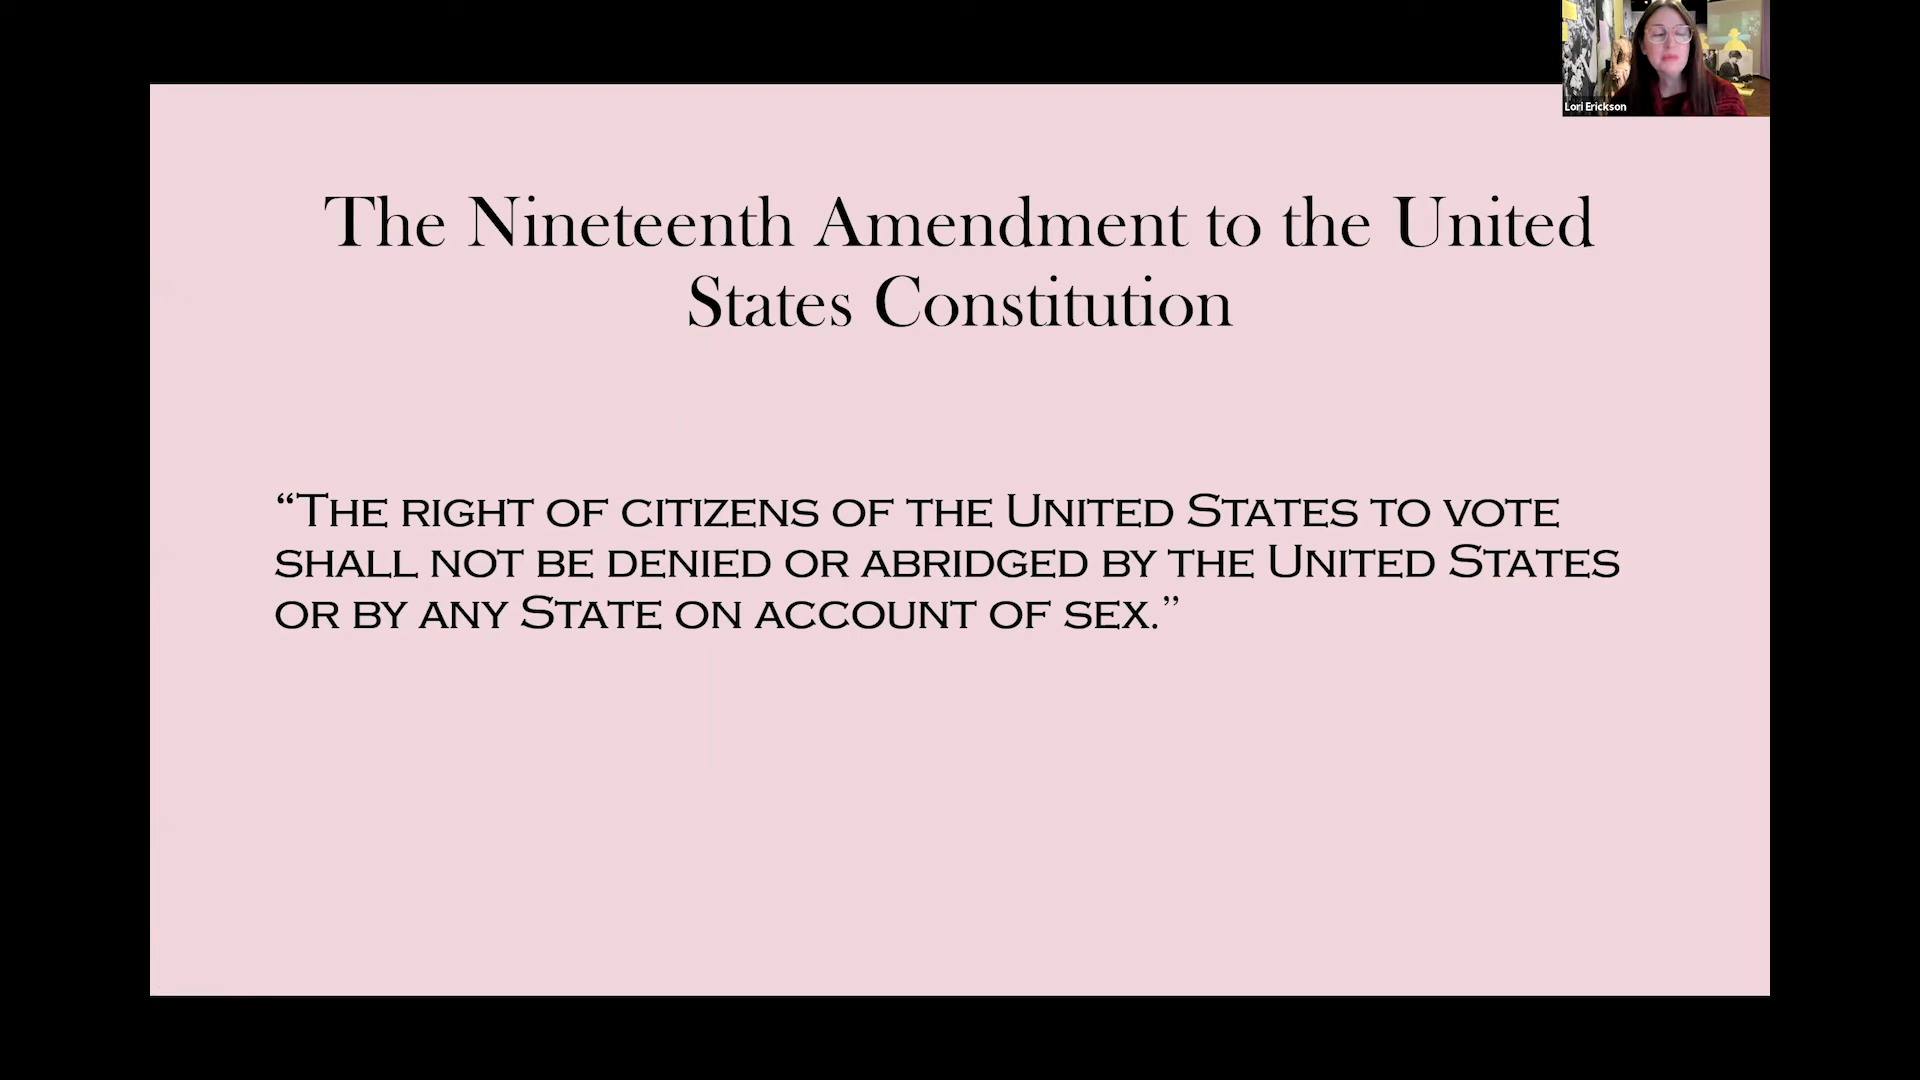 Lori Erickson
The Nineteenth Amendment to the United
States Constitution
“The right of citizens of the United States to vote
shall not be denied or abridged by the United States
or by any State on account of sex.”